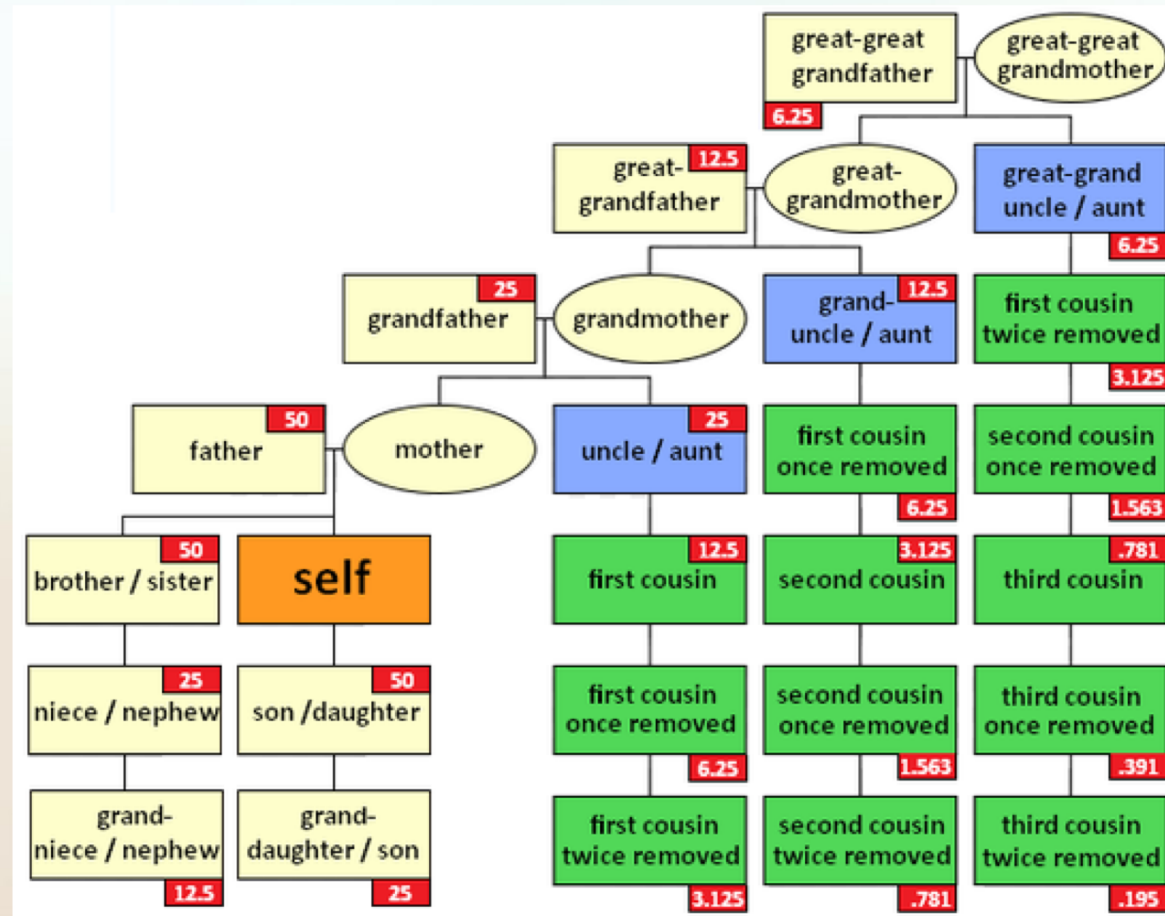 great-great
grandfather
6.25
great-great
grandmother
12.5
great-
grandfather
great-
grandmother
great-grand
uncle / aunt
6.25
25
grandfather
grandmother
12.5
grand-
uncle / aunt
first cousin
twice removed
3.125
50
father
mother
25
uncle / aunt
first cousin
once removed
6.25
second cousin
once removed
1.563
50
brother / sister
self
12.5
first cousin
3.125
second cousin
.781
third cousin
25
niece / nephew
50
son /daughter
first cousin
once removed
6.25
second cousin
once removed
1.563
third cousin
once removed
.391
grand-
niece / nephew
12.5
grand-
daughter / son
25
first cousin
twice removed
3.125
second cousin
twice removed
.781
third cousin
twice removed
.195